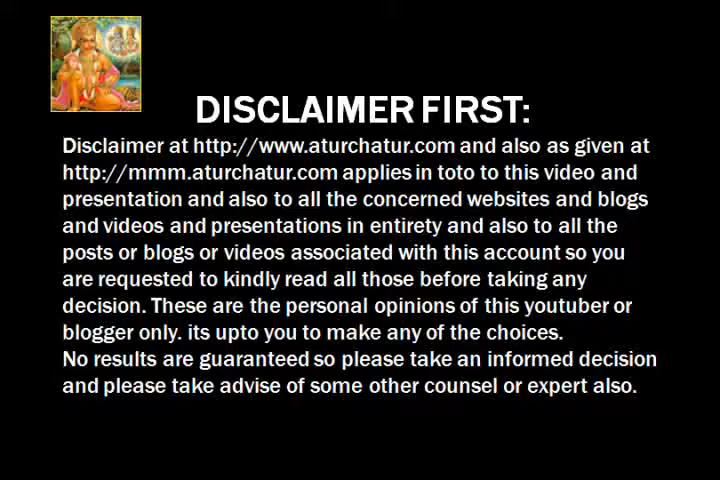 DISCLAIMER FIRST:
Disclaimer at http://www.aturchatur.com and also as given at
http://mmm.aturchatur.com applies in toto to this video and
presentation and also to all the concerned websites and blogs
and videos and presentations in entirety and also to all the
posts or blogs or videos associated with this account so you
are requested to kindly read all those before taking any
decision. These are the personal opinions of this youtuber or
blogger only. its upto you to make any of the choices.
No results are guaranteed so please take an informed decision
and please take advise of some other counsel or expert also.